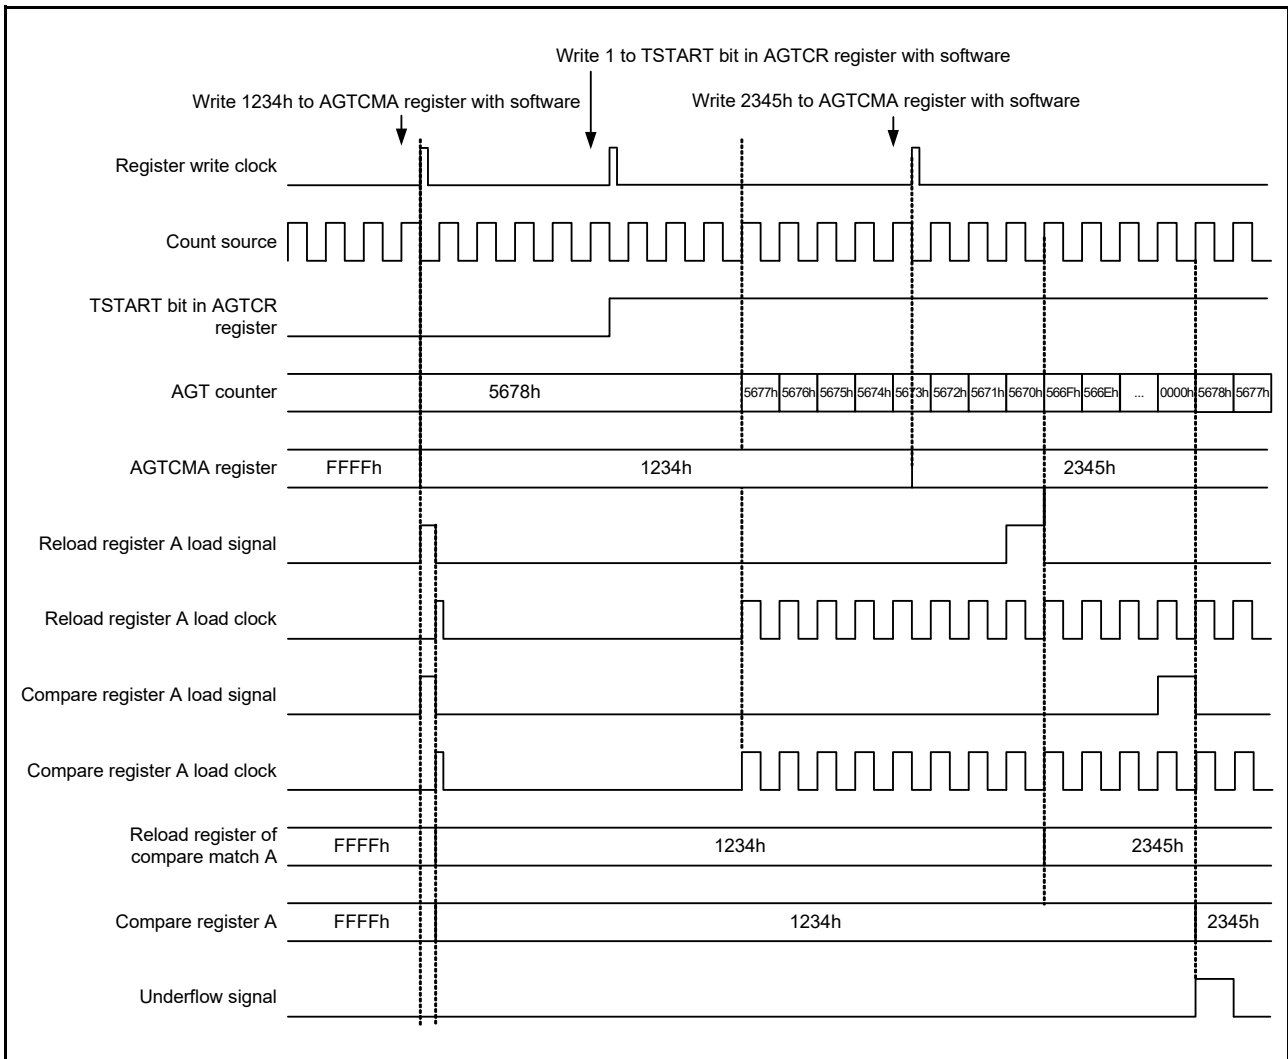 Write 1 to TSTART bit in AGTCR register with software
Write 1234h to AGTCMA register with software
Write 2345h to AGTCMA register with software
Register write clock
Count source
TSTART bit in AGTCR
register
AGT counter
5678h
5677h 5676h 5675h 5674h 5673h 5672h 5671h 5670h 566Fh 566Eh ... 0000h 5678h 5677h
AGTCMA register
FFFFh
1234h
2345h
Reload register A load signal
Reload register A load clock
Compare register A load signal
Compare register A load clock
Reload register of
compare match A
FFFFh
1234h
2345h
Compare register A
FFFFh
1234h
2345h
Underflow signal